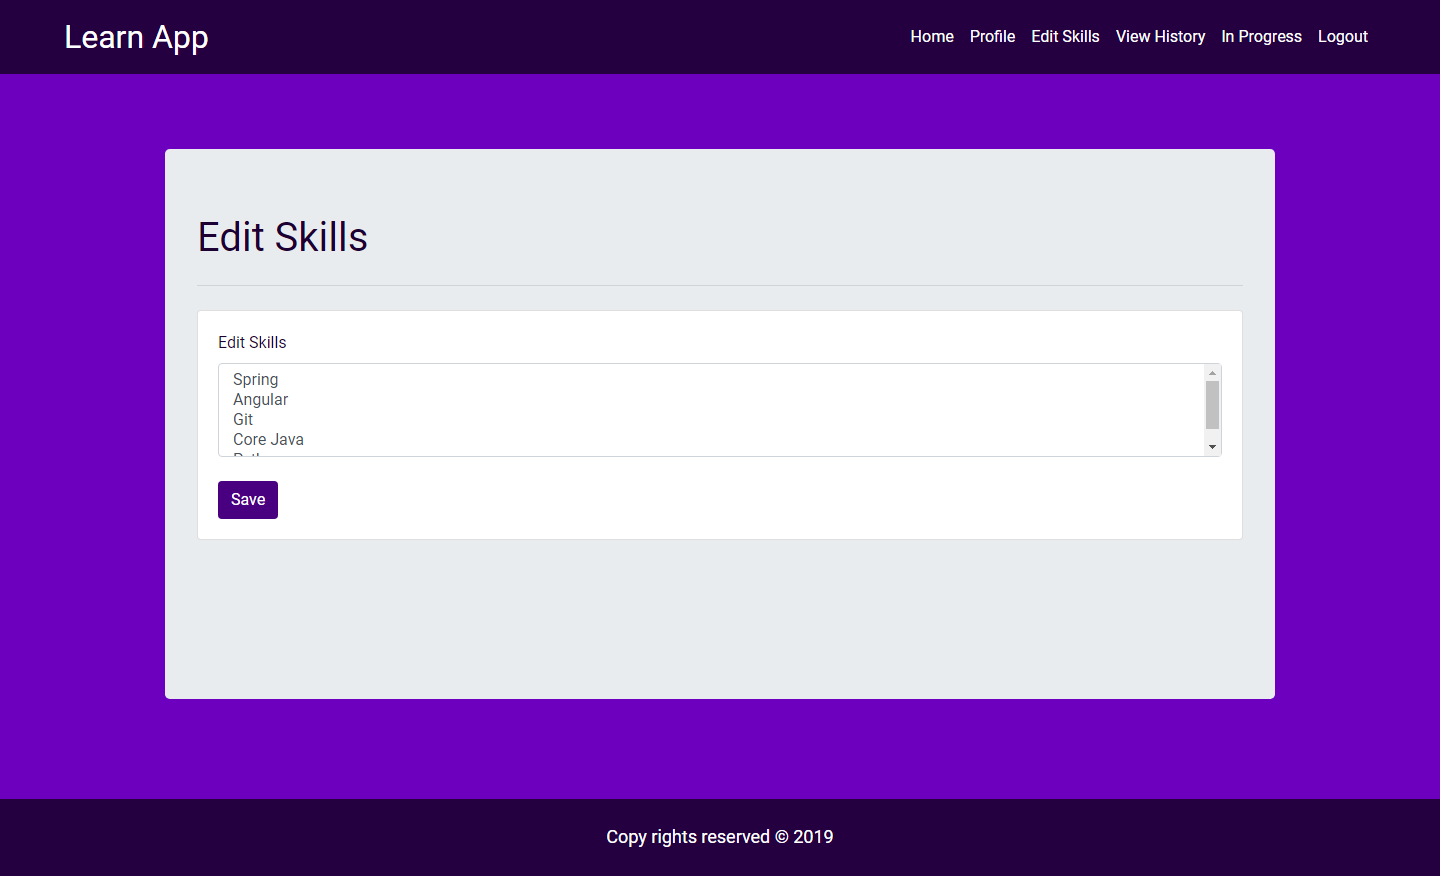 Learn App
Home Profile Edit Skills View History In Progress Logout
Edit Skills
Edit Skills
Spring
Angular
Git
Core Java
Save
Copy rights reserved © 2019